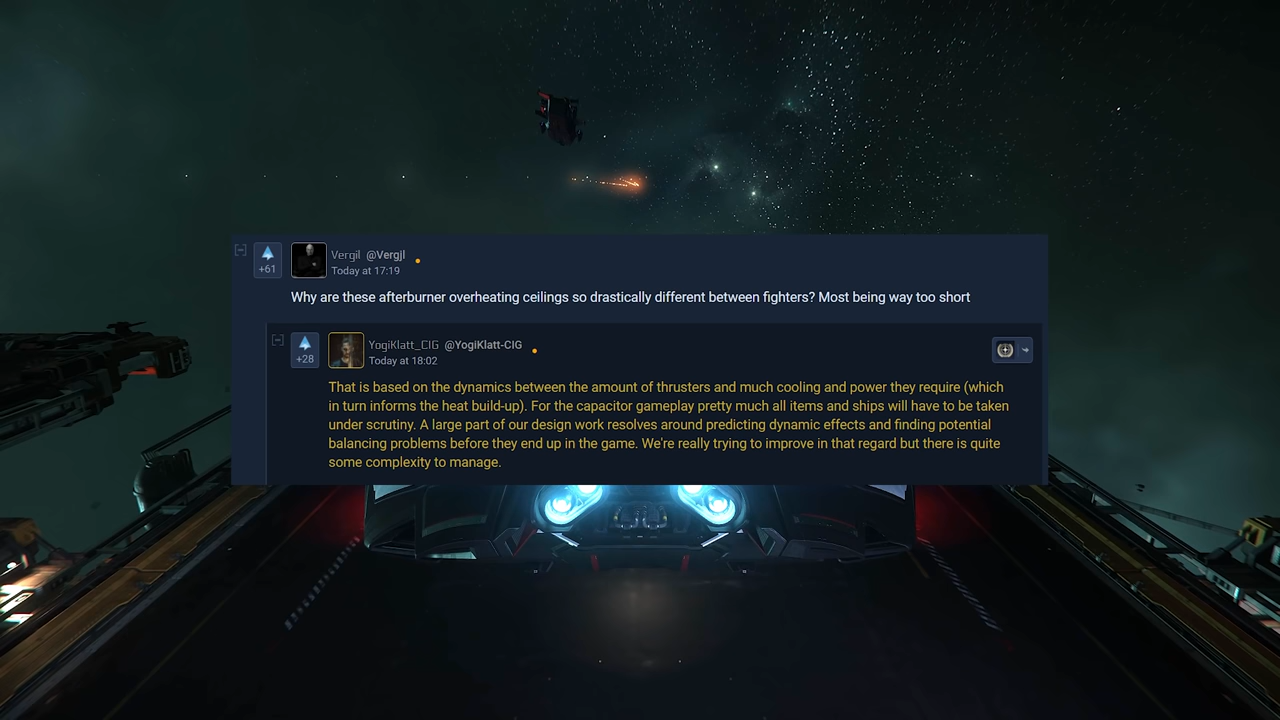 [-]
+61
Vergil @Vergjl
Today at 17:19
Why are these afterburner overheating ceilings so drastically different between fighters? Most being way too short
[-]
+28
YogiKlatt_CIG @YogiKlatt-CIG
Today at 18:02
That is based on the dynamics between the amount of thrusters and much cooling and power they require (which
in turn informs the heat build-up). For the capacitor gameplay pretty much all items and ships will have to be taken
under scrutiny. A large part of our design work resolves around predicting dynamic effects and finding potential
balancing problems before they end up in the game. We're really trying to improve in that regard but there is quite
some complexity to manage.